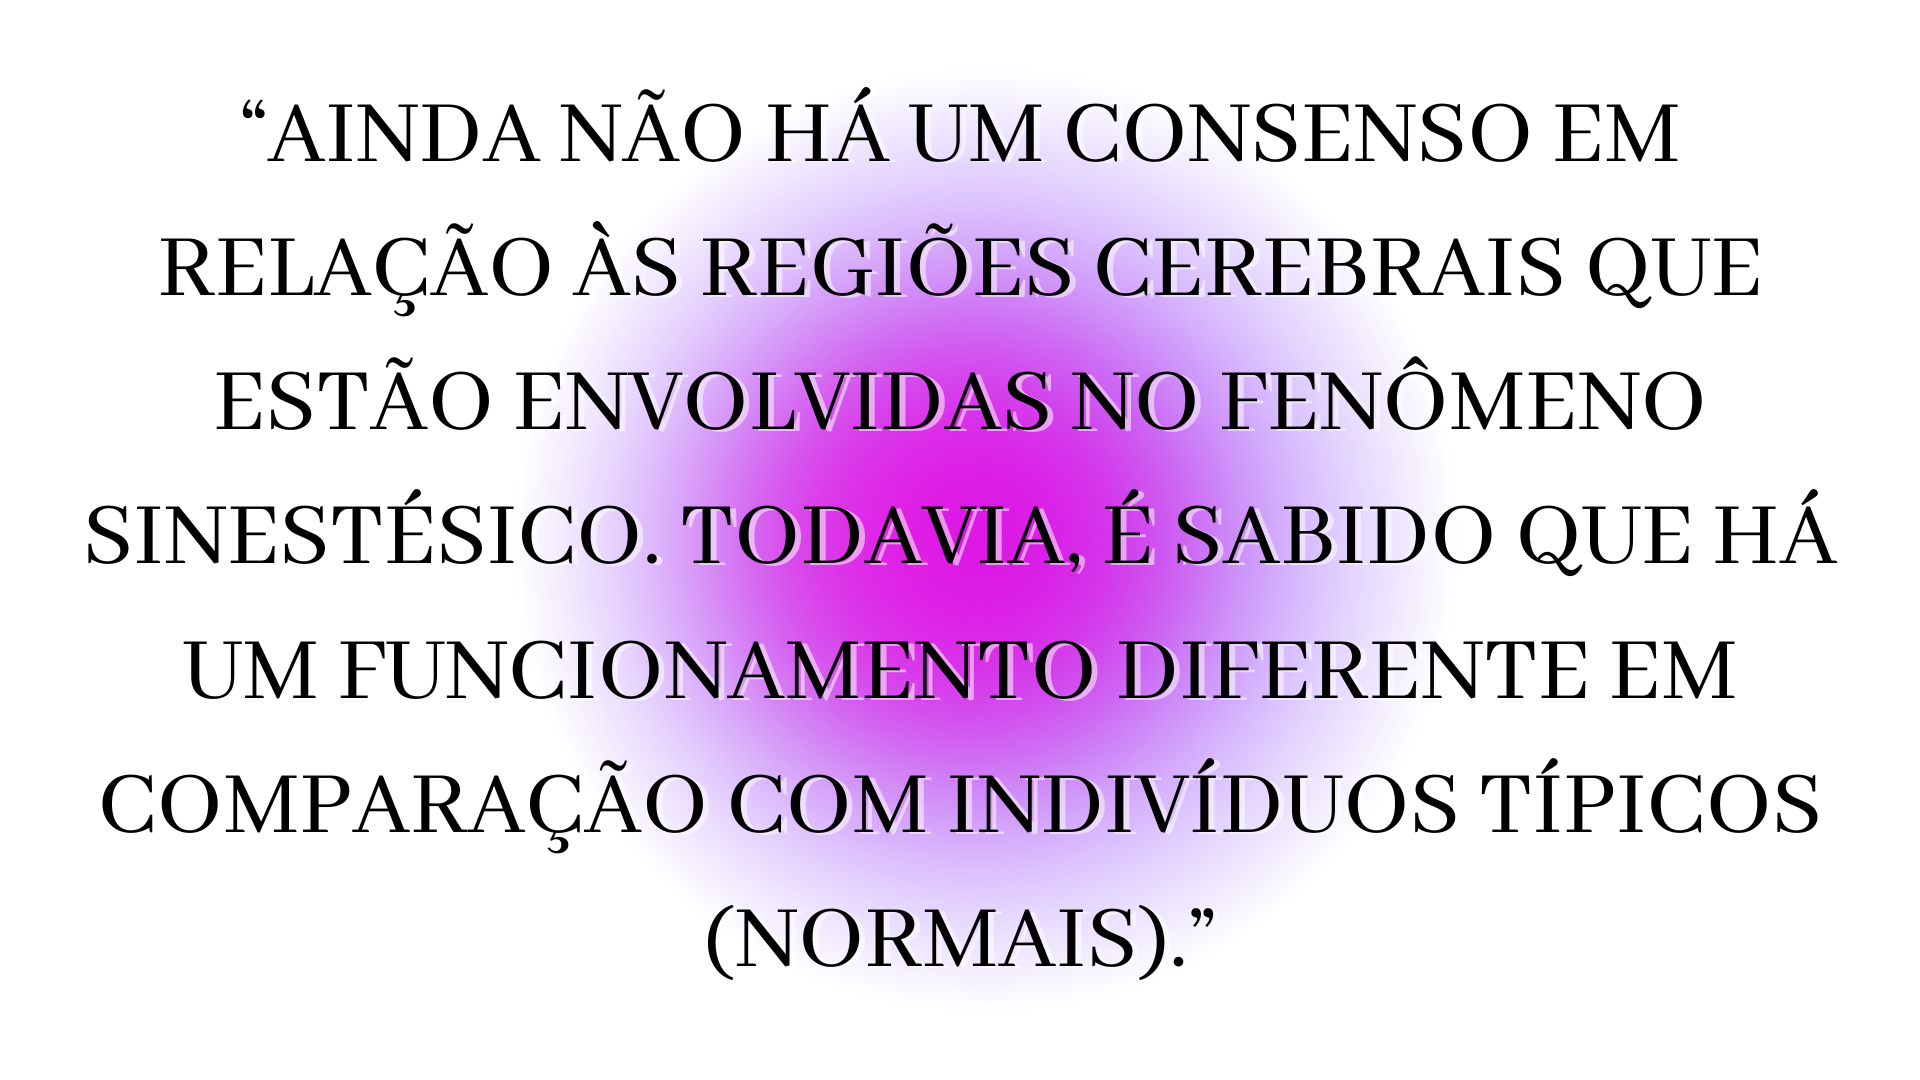 “AINDA NÃO HÁ UM CONSENSO EM
RELAÇÃO ÀS REGIÕES CEREBRAIS QUE
ESTÃO ENVOLVIDAS NO FENÔMENO
SINESTÉSICO. TODAVIA, É SABIDO QUE HÁ
UM FUNCIONAMENTO DIFERENTE EM
COMPARAÇÃO COM INDIVÍDUOS TÍPICOS
(NORMAIS).”